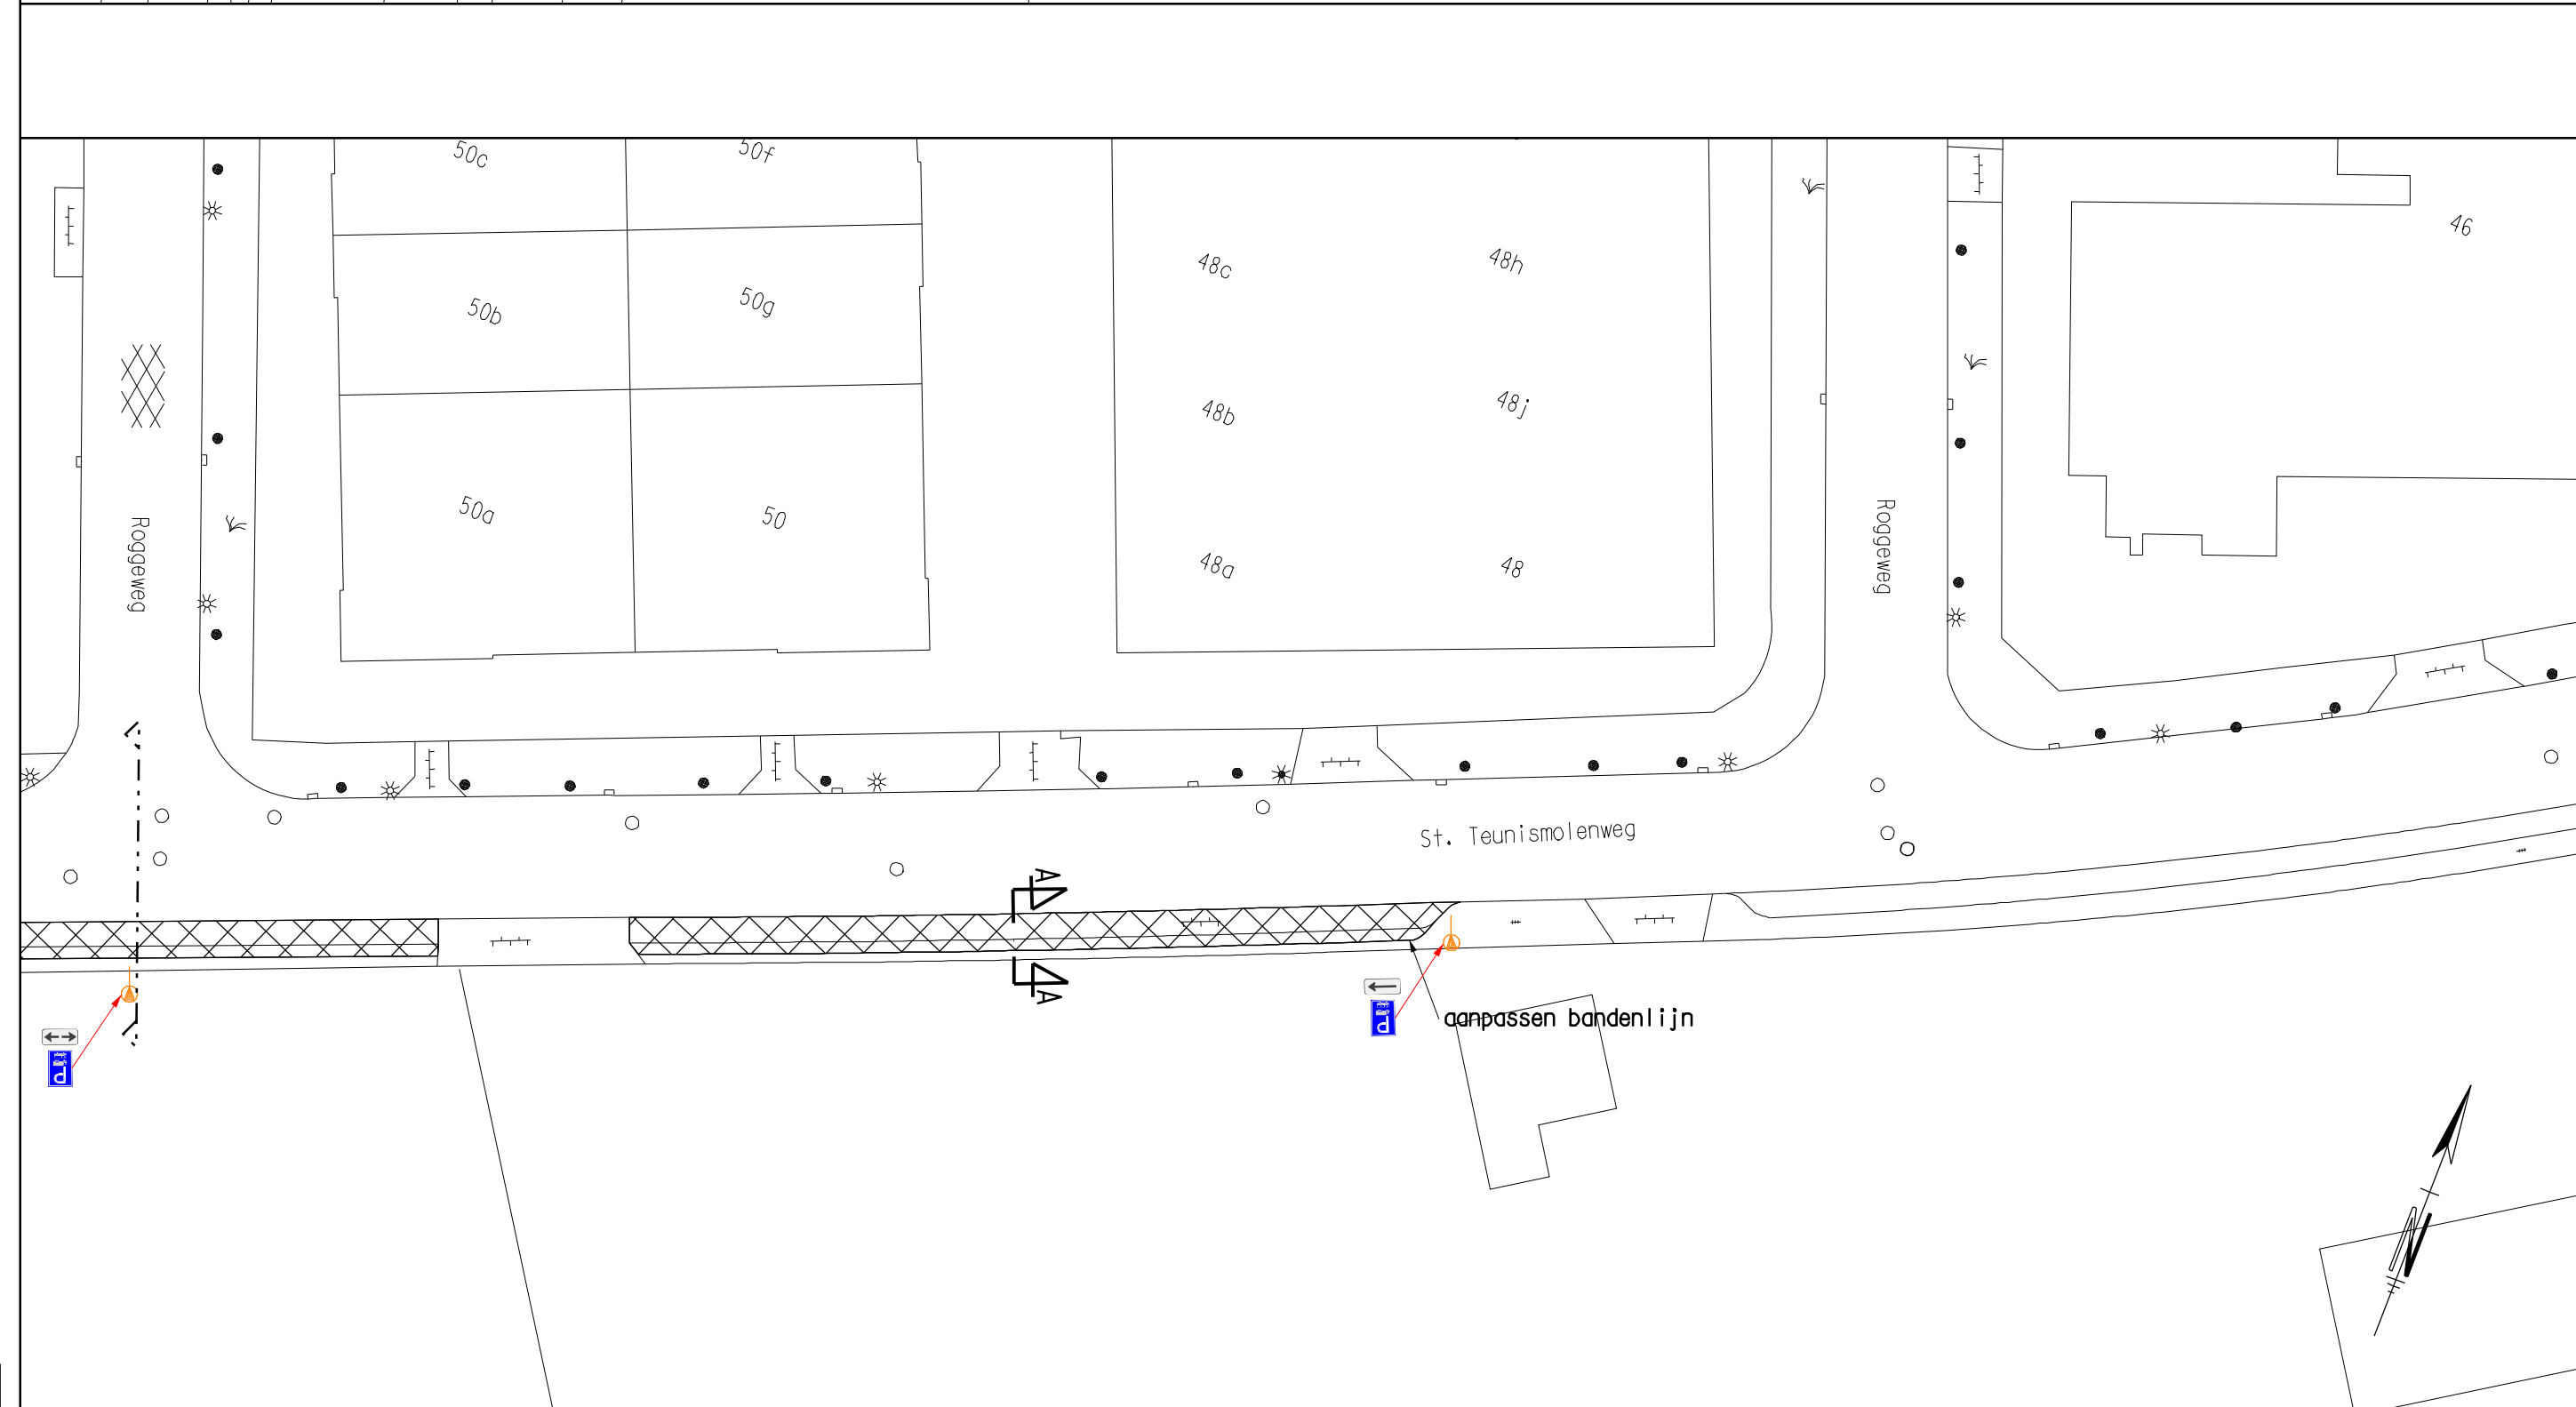 50c
50f
46
48c
48h
50b
50g
48b
48j
50a
50
48a
48
Roggeweg
Roggeweg
St. Teunismolenweg
A
A
aanpassen bandenlijn
P
P
N